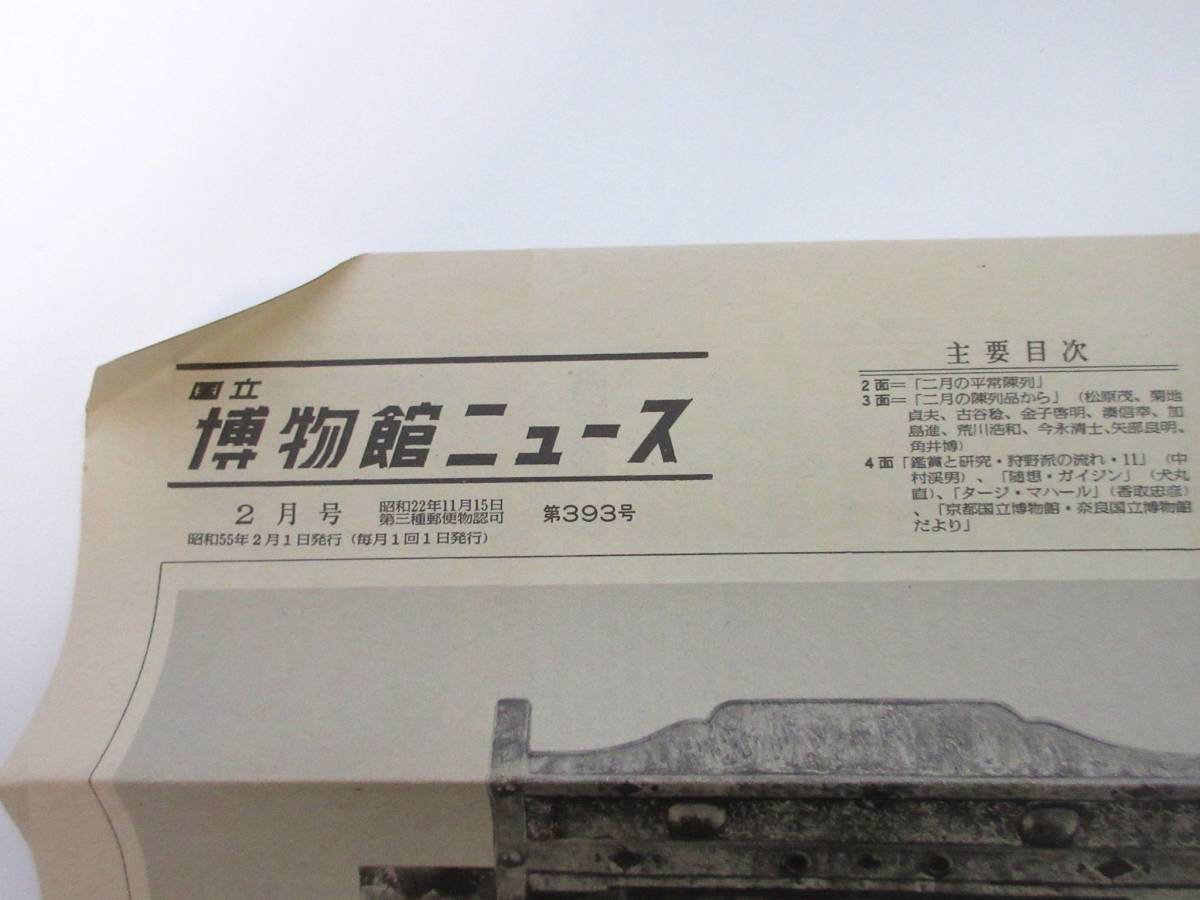 国立
博物館ニュース
2月号
昭和22年11月15日
第三種郵便物認可
第393号
昭和55年2月1日発行(毎月1回1日発行)
主要目次
2面=「二月の平常陳列」
3面=「二月の陳列品から」(松原茂、菊地
貞夫、古谷稔、金子啓明、湊信幸、加
島進、荒川浩和、今永清士、矢部良明、
角井博)
4面「鑑賞と研究・狩野派の流れ・11」(中
村渓男)、「随想・ガイジン」(犬丸
直)、「タージ・マハール」(香取忠彦)
、「京都国立博物館・奈良国立博物館
だより」